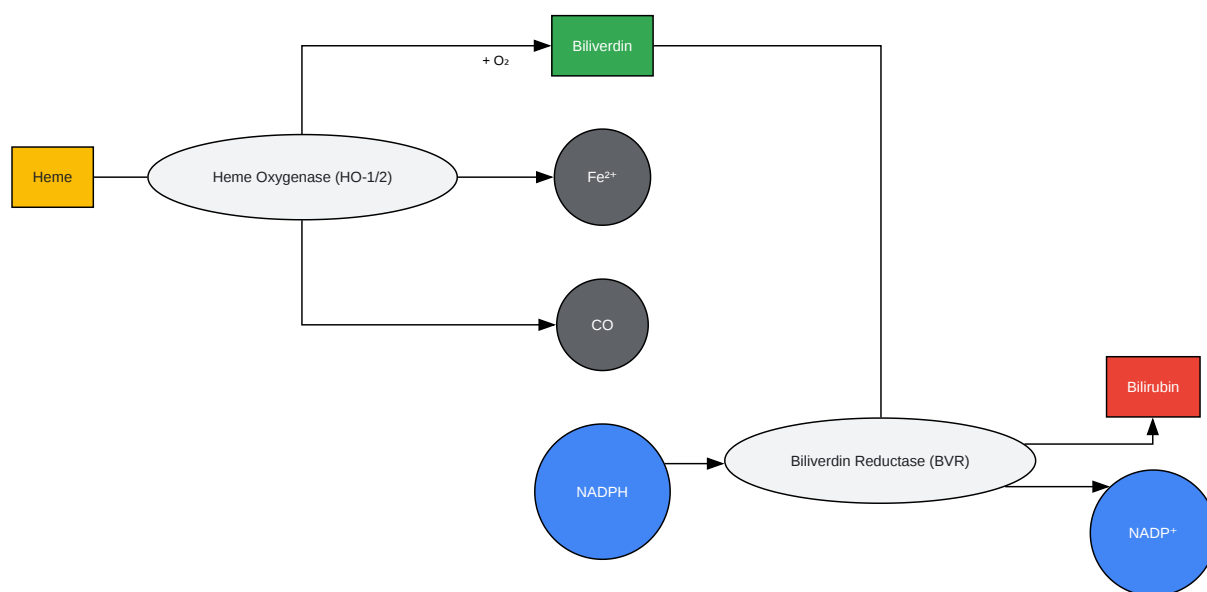 Biliverdin
+ O₂
Heme
Heme Oxygenase (HO-1/2)
Fe²⁺
CO
Bilirubin
Biliverdin Reductase (BVR)
NADPH
NADP⁺